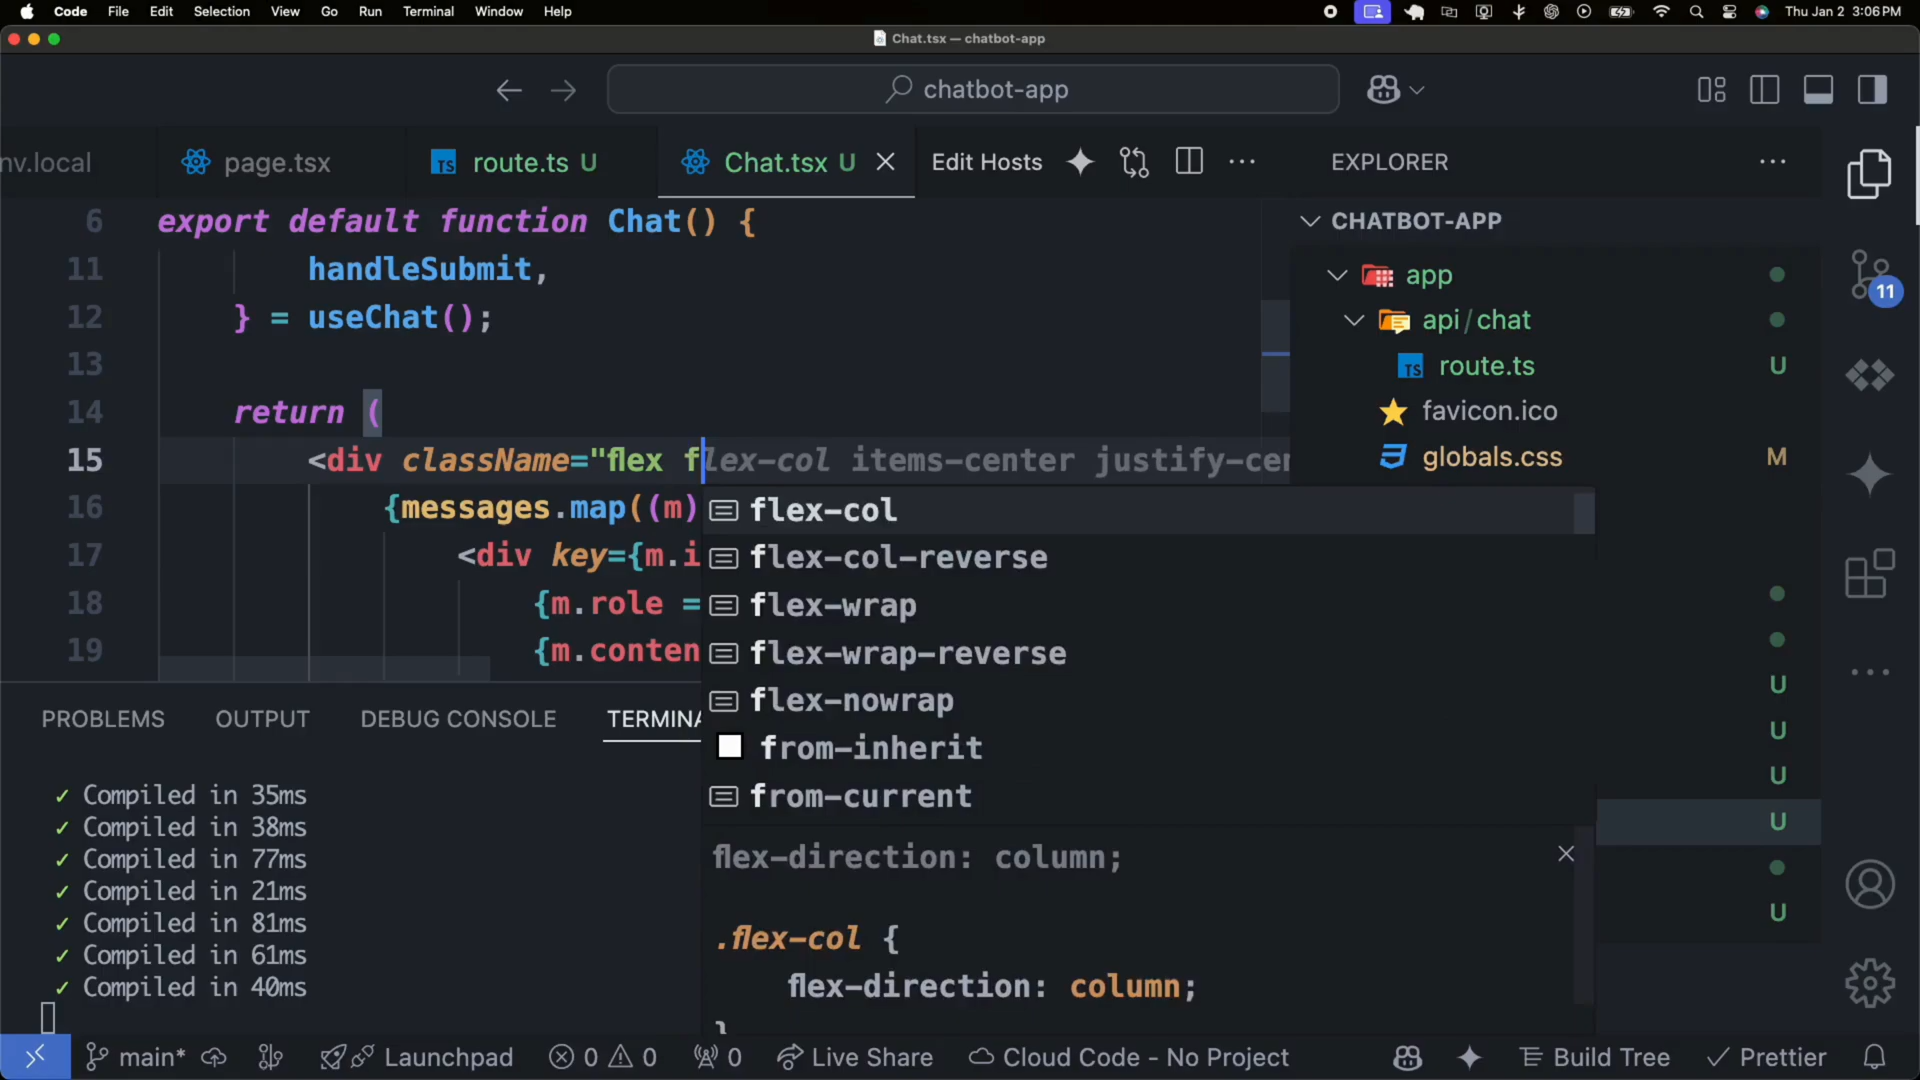 Code File Edit Selection View Go Run Terminal Window Help Thu Jan 2 3:06 PM
Chat.tsx — chatbot-app
chatbot-app
nv.local page.tsx route.ts U Chat.tsx U Edit Hosts EXPLORER
6 export default function Chat() {
11 handleSubmit,
12 } = useChat();
13
14 return (
15 <div className="flex flex-col items-center justify-cen
16 {messages.map((m)
17 <div key={m.i
18 {m.role =
19 {m.conten
flex-col
flex-col-reverse
flex-wrap
flex-wrap-reverse
flex-nowrap
from-inherit
from-current
flex-direction: column;
.flex-col {
flex-direction: column;
}
CHATBOT-APP
app
api/chat
route.ts U
favicon.ico
globals.css M
U
U
U
U
U
11
PROBLEMS OUTPUT DEBUG CONSOLE TERMINA
✓ Compiled in 35ms
✓ Compiled in 38ms
✓ Compiled in 77ms
✓ Compiled in 21ms
✓ Compiled in 81ms
✓ Compiled in 61ms
✓ Compiled in 40ms
main* Launchpad 0 0 0 Live Share Cloud Code - No Project Build Tree Prettier